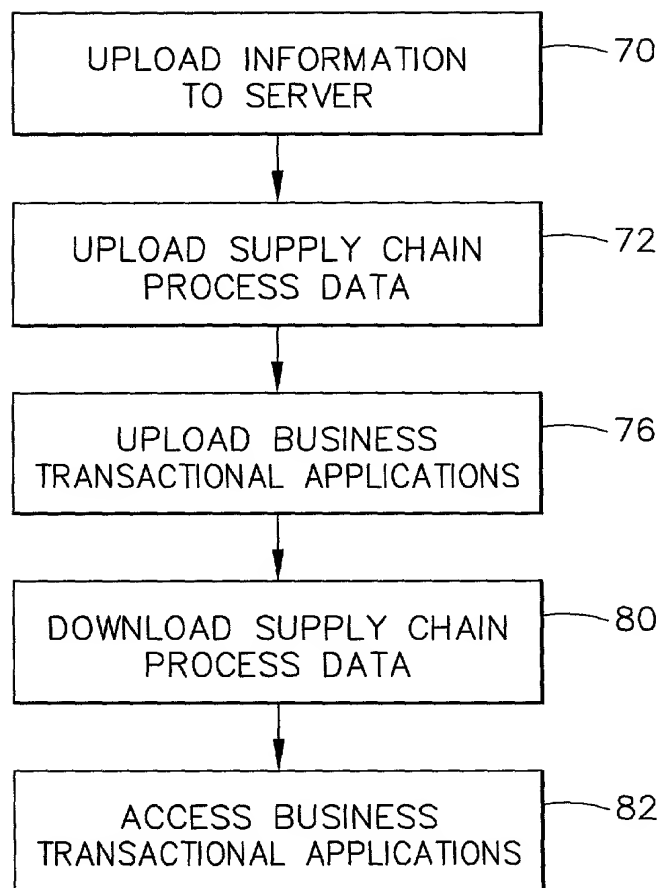 UPLOAD INFORMATION
TO SERVER
70
UPLOAD SUPPLY CHAIN
PROCESS DATA
72
UPLOAD BUSINESS
TRANSACTIONAL APPLICATIONS
76
DOWNLOAD SUPPLY CHAIN
PROCESS DATA
80
ACCESS BUSINESS
TRANSACTIONAL APPLICATIONS
82